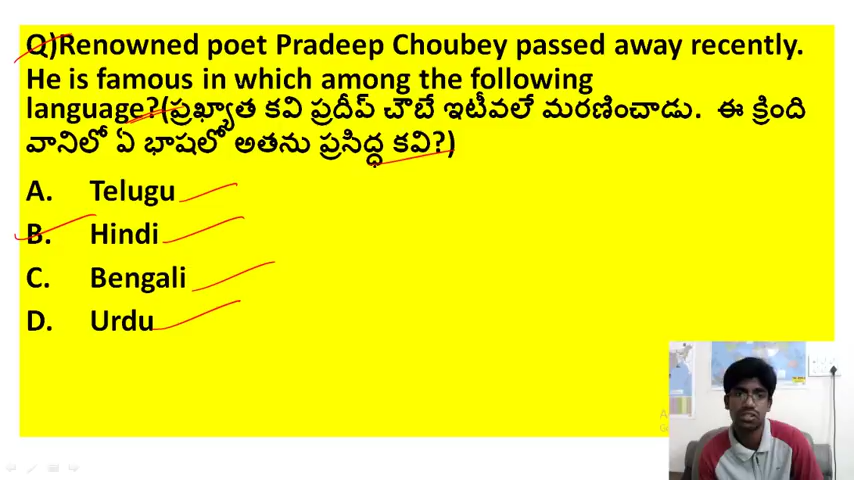 Q)Renowned poet Pradeep Choubey passed away recently.
He is famous in which among the following
language?(ప్రఖ్యాత కవి ప్రదీప్ చౌబే ఇటీవలే మరణించాడు. ఈ క్రింది
వానిలో ఏ భాషలో అతను ప్రసిద్ధ కవి?)
A. Telugu
B. Hindi
C. Bengali
D. Urdu